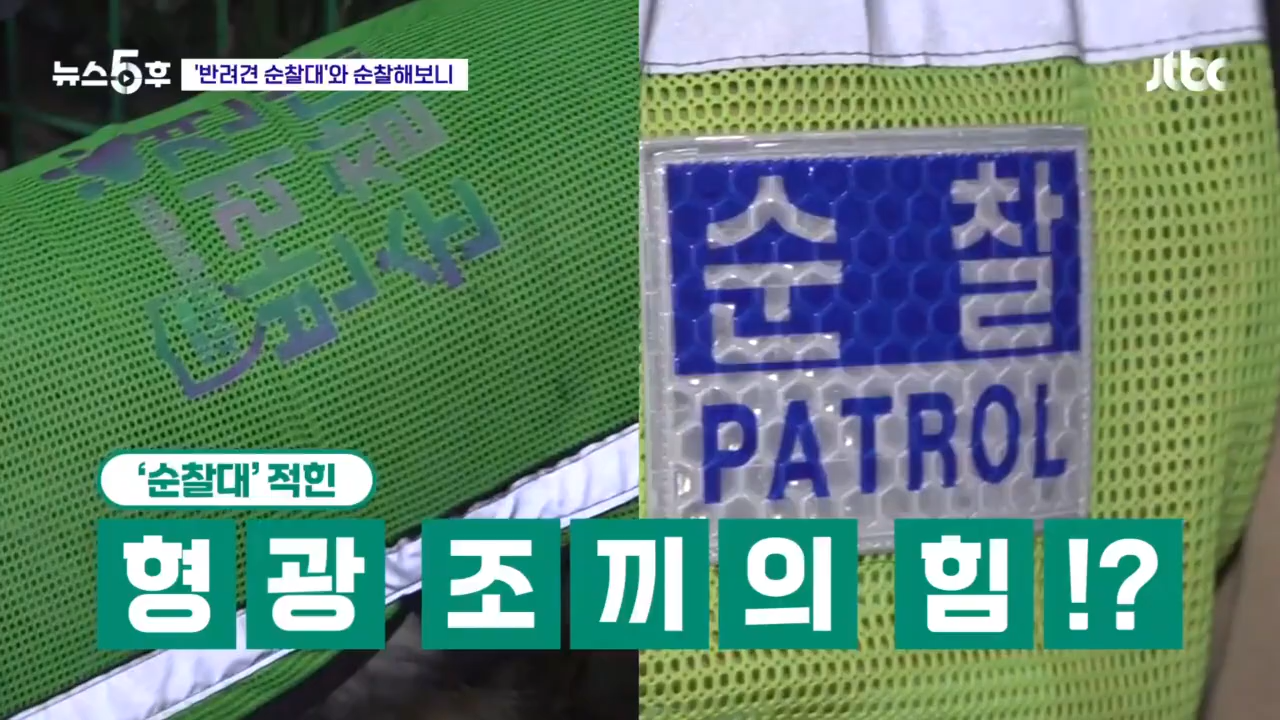 뉴스5후 '반려견 순찰대'와 순찰해보니
jtbc
순찰
PATROL
'순찰대' 적힌
형광 조끼의 힘!?